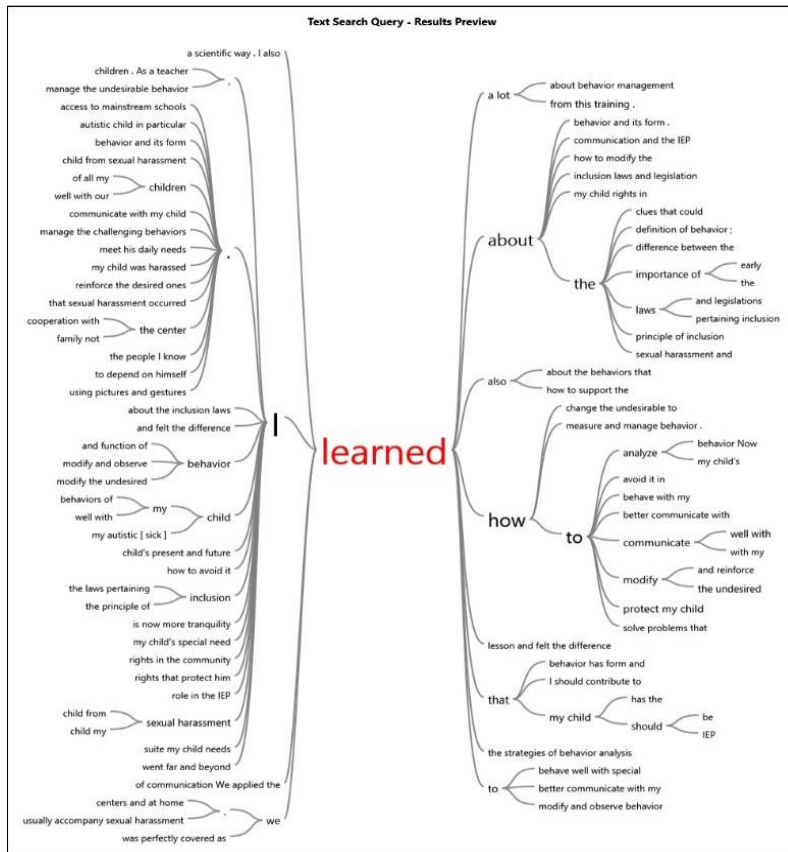 Text Search Query - Results Preview
a scientific way . I also
children . As a teacher
manage the undesirable behavior
.
access to mainstream schools
autistic child in particular
behavior and its form
child from sexual harassment
of all my
well with our
children
communicate with my child
manage the challenging behaviors
meet his daily needs
my child was harassed
reinforce the desired ones
that sexual harassment occurred
cooperation with
family not
the center
the people I know
to depend on himself
using pictures and gestures
.
about the inclusion laws
and felt the difference
and function of
modify and observe
modify the undesired
behavior
behaviors of
well with
my
my autistic [ sick ]
child
child's present and future
how to avoid it
the laws pertaining
the principle of
inclusion
is now more tranquility
my child's special need
rights in the community
rights that protect him
role in the IEP
child from
child my
sexual harassment
suite my child needs
went far and beyond
I
of communication We applied the
centers and at home
usually accompany sexual harassment
.
was perfectly covered as
we
learned
a lot
about behavior management
from this training .
about
behavior and its form .
communication and the IEP
how to modify the
inclusion laws and legislation
my child rights in
the
clues that could
definition of behavior ;
difference between the
importance of
early
the
laws
and legislations
pertaining inclusion
principle of inclusion
sexual harassment and
also
about the behaviors that
how to support the
how
change the undesirable to
measure and manage behavior .
to
analyze
behavior Now
my child's
avoid it in
behave with my
better communicate with
communicate
well with
with my
modify
and reinforce
the undesired
protect my child
solve problems that
lesson and felt the difference
that
behavior has form and
I should contribute to
my child
has the
should
be
IEP
the strategies of behavior analysis
to
behave well with special
better communicate with my
modify and observe behavior